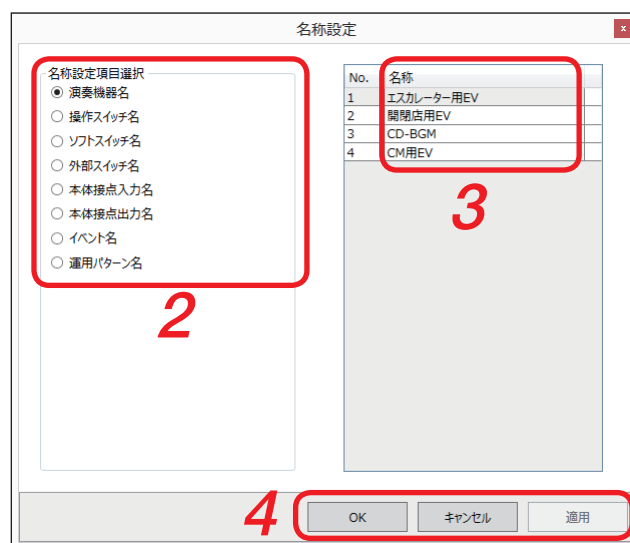 名称設定
x
名称設定項目選択
演奏機器名
操作スイッチ名
ソフトスイッチ名
外部スイッチ名
本体接点入力名
本体接点出力名
イベント名
運用パターン名
2
No. 名称
1 エスカレーター用EV
2 開閉店用EV
3 CD-BGM
4 CM用EV
3
4
OK キャンセル 適用